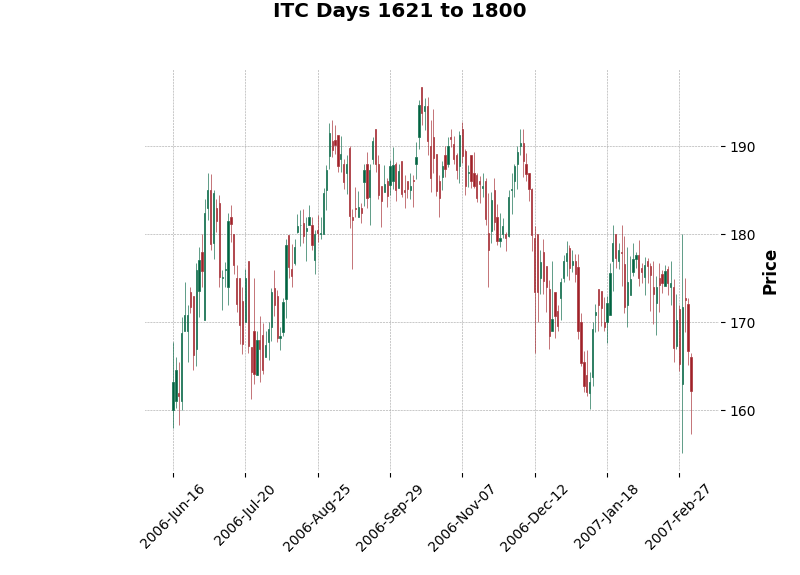 ITC Days 1621 to 1800
190
180
170
160
Price
2006-Jun-16
2006-Jul-20
2006-Aug-25
2006-Sep-29
2006-Nov-07
2006-Dec-12
2007-Jan-18
2007-Feb-27